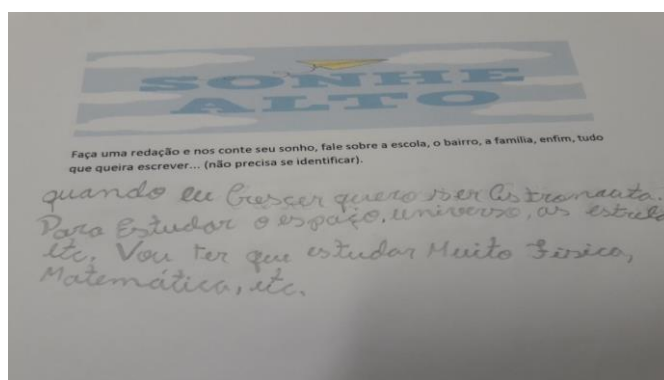 SONHE
ALTO
Faça uma redação e nos conte seu sonho, fale sobre a escola, o bairro, a família, enfim, tudo
que queira escrever... (não precisa se identificar).
quando eu Crescer quero ser Astronauta.
Para Estudar o espaço, universo, as estrela
etc. Vou Ter que estudar Muito Física,
Matemática, etc.